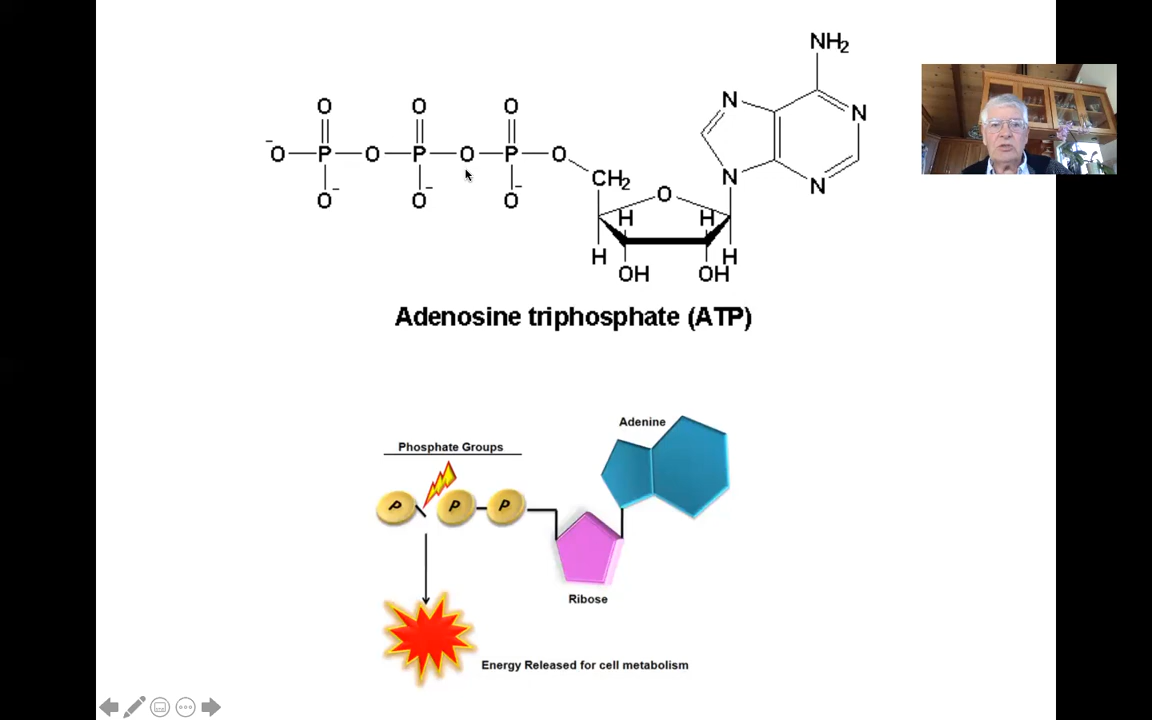 NH2
N
N
N
N
O
O
O
-O
P
O
P
O
P
O
O-
O-
O-
CH2
O
H
H
H
H
OH
OH
Adenosine triphosphate (ATP)
Adenine
Phosphate Groups
P
P
P
Ribose
Energy Released for cell metabolism